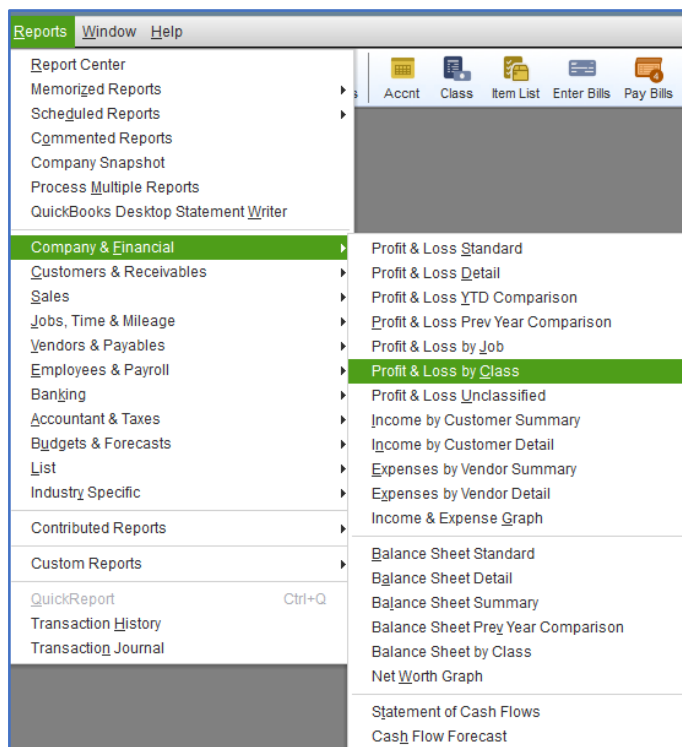 Reports Window Help
Accnt Class Item List Enter Bills Pay Bills
4
Report Center
Memorized Reports
Scheduled Reports
Commented Reports
Company Snapshot
Process Multiple Reports
QuickBooks Desktop Statement Writer
Company & Financial
Customers & Receivables
Sales
Jobs, Time & Mileage
Vendors & Payables
Employees & Payroll
Banking
Accountant & Taxes
Budgets & Forecasts
List
Industry Specific
Contributed Reports
Custom Reports
QuickReport Ctrl+Q
Transaction History
Transaction Journal
Profit & Loss Standard
Profit & Loss Detail
Profit & Loss YTD Comparison
Profit & Loss Prev Year Comparison
Profit & Loss by Job
Profit & Loss by Class
Profit & Loss Unclassified
Income by Customer Summary
Income by Customer Detail
Expenses by Vendor Summary
Expenses by Vendor Detail
Income & Expense Graph
Balance Sheet Standard
Balance Sheet Detail
Balance Sheet Summary
Balance Sheet Prev Year Comparison
Balance Sheet by Class
Net Worth Graph
Statement of Cash Flows
Cash Flow Forecast